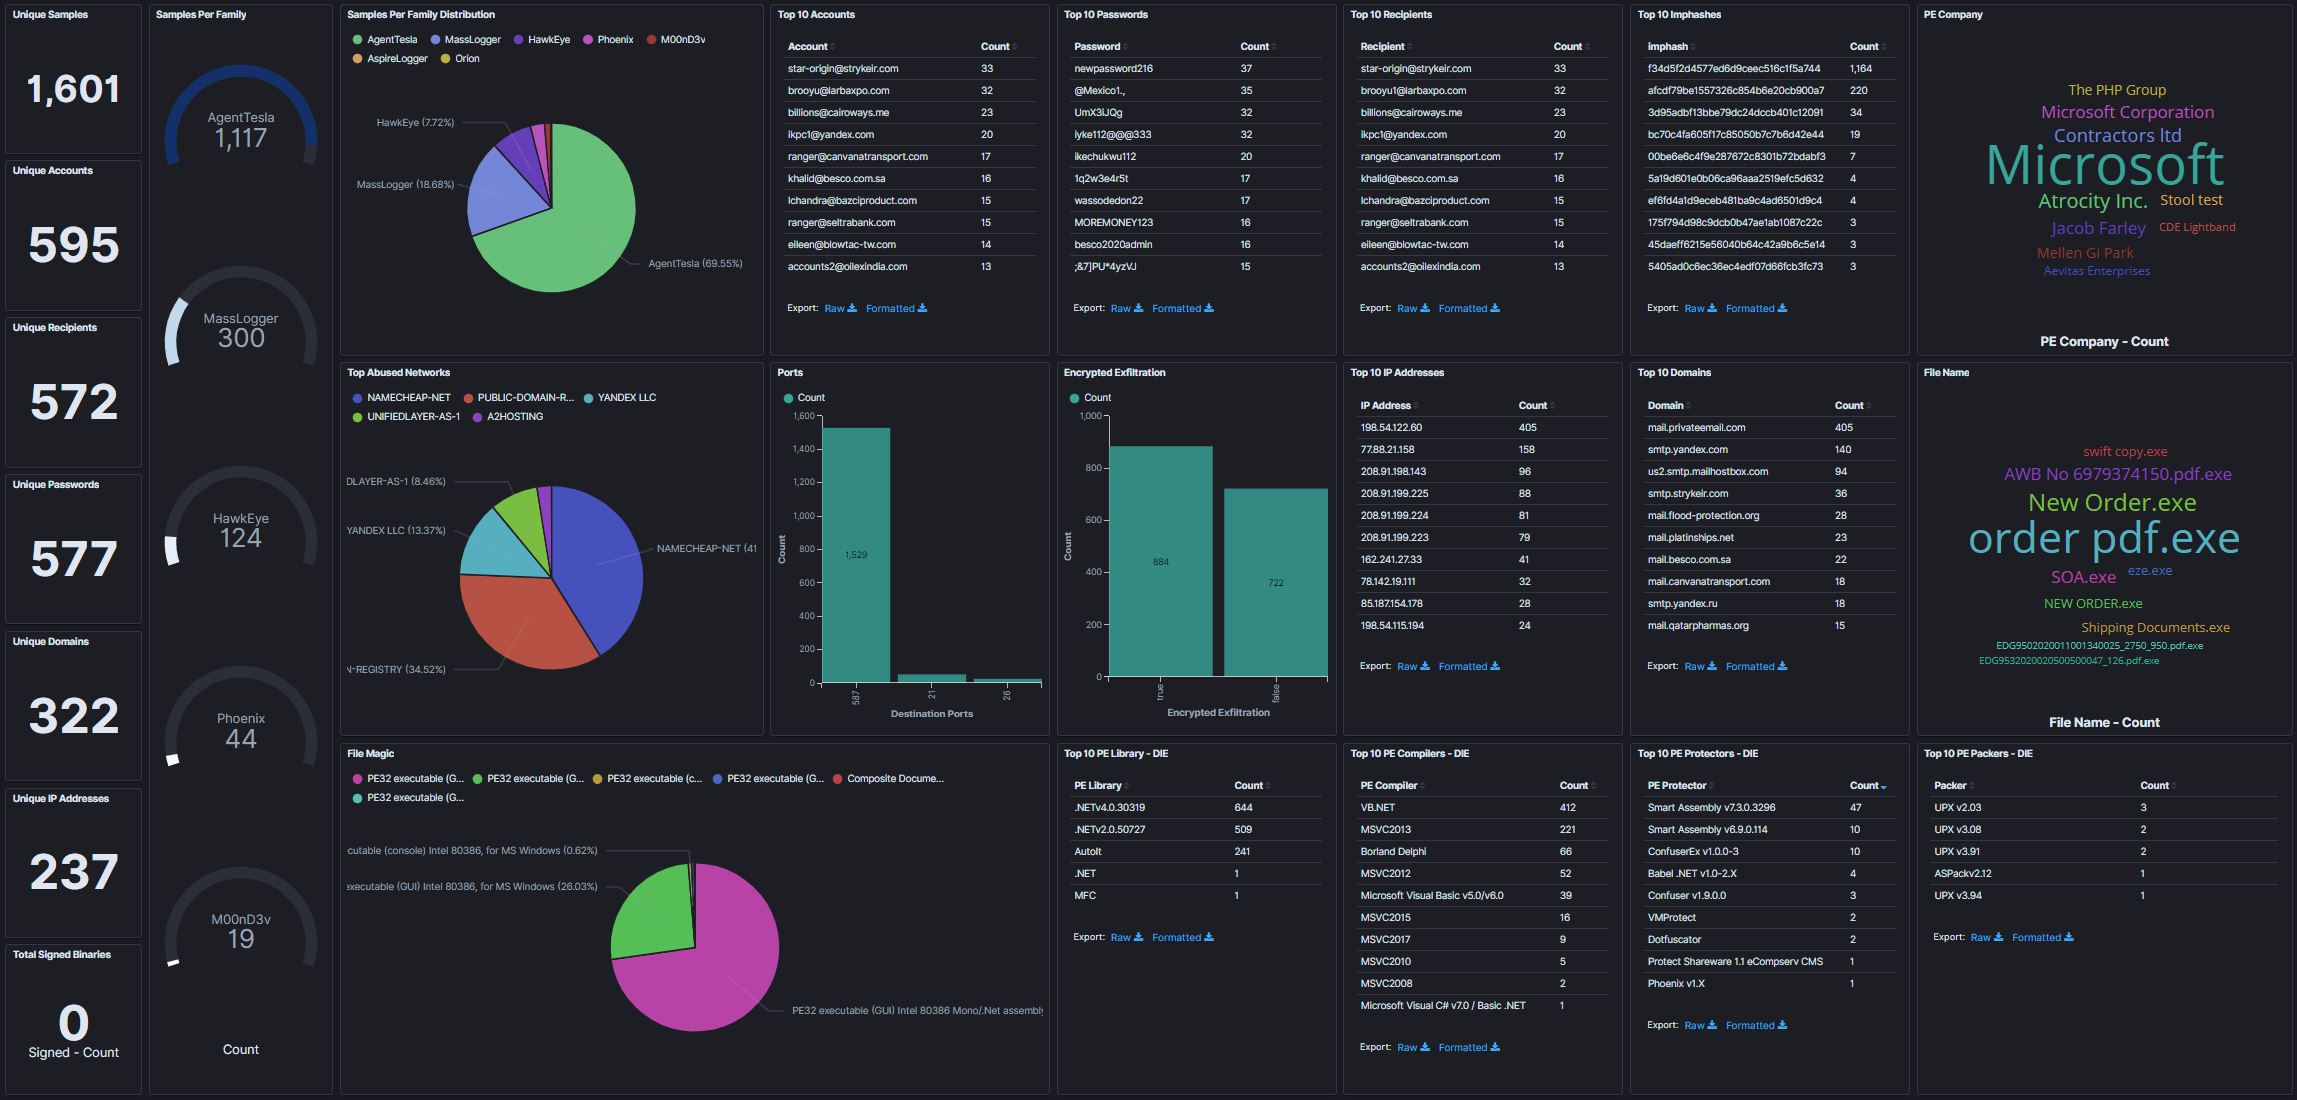 Unique Samples
1,601
Unique Accounts
595
Unique Recipients
572
Unique Passwords
577
Unique Domains
322
Unique IP Addresses
237
Total Signed Binaries
0
Signed - Count
Samples Per Family
AgentTesla
1,117
MassLogger
300
HawkEye
124
Phoenix
44
M00nD3v
19
Count
Samples Per Family Distribution
AgentTesla MassLogger HawkEye Phoenix M00nD3v
AspireLogger Orion
HawkEye (7.72%)
MassLogger (18.68%)
AgentTesla (69.55%)
Top 10 Accounts
Account Count
star-origin@strykeir.com 33
brooyu@larbaxpo.com 32
billions@cairoways.me 23
ikpc1@yandex.com 20
ranger@canvanatransport.com 17
khalid@besco.com.sa 16
lchandra@bazciproduct.com 15
ranger@seltrabank.com 15
eileen@blowtac-tw.com 14
accounts2@oilexindia.com 13
Export: Raw Formatted
Top 10 Passwords
Password Count
newpassword216 37
@Mexico1., 35
UmX3IJQg 32
iyke112@@@333 32
ikechukwu112 20
1q2w3e4r5t 17
wassodedon22 17
MOREMONEY123 16
besco2020admin 16
;&7]PU*4yzVJ 15
Export: Raw Formatted
Top 10 Recipients
Recipient Count
star-origin@strykeir.com 33
brooyu1@larbaxpo.com 32
billions@cairoways.me 23
ikpc1@yandex.com 20
ranger@canvanatransport.com 17
khalid@besco.com.sa 16
lchandra@bazciproduct.com 15
ranger@seltrabank.com 15
eileen@blowtac-tw.com 14
accounts2@oilexindia.com 13
Export: Raw Formatted
Top 10 Imphashes
imphash Count
f34d5f2d4577ed6d9ceec516c1f5a744 1,164
afcdf79be1557326c854b6e20cb900a7 220
3d95adbf13bbe79dc24dccb401c12091 34
bc70c4fa605f17c85050b7c7b6d42e44 19
00be6e6c4f9e287672c8301b72bdabf3 7
5a19d601e0b06ca96aaa2519efc5d632 4
ef6fd4a1d9eceb481ba9c4ad6501d9c4 4
175f794d98c9dcb0b47ae1ab1087c22c 3
45daeff6215e56040b64c42a9b6c5e14 3
5405ad0c6ec36ec4edf07d66fcb3fc73 3
Export: Raw Formatted
PE Company
The PHP Group
Microsoft Corporation
Contractors ltd
Microsoft
Atrocity Inc. Stool test
Jacob Farley CDE Lightband
Mellen Gi Park
Aevitas Enterprises
PE Company - Count
Top Abused Networks
NAMECHEAP-NET PUBLIC-DOMAIN-R... YANDEX LLC
UNIFIEDLAYER-AS-1 A2HOSTING
DLAYER-AS-1 (8.46%)
YANDEX LLC (13.37%)
NAMECHEAP-NET (41
N-REGISTRY (34.52%)
Ports
Count
1,600
1,400
1,200
1,000
800
600
400
200
0
Count
1,529
587 21 26
Destination Ports
Encrypted Exfiltration
Count
1,000
800
600
400
200
0
Count
884
722
true false
Encrypted Exfiltration
Top 10 IP Addresses
IP Address Count
198.54.122.60 405
77.88.21.158 158
208.91.198.143 96
208.91.199.225 88
208.91.199.224 81
208.91.199.223 79
162.241.27.33 41
78.142.19.111 32
85.187.154.178 28
198.54.115.194 24
Export: Raw Formatted
Top 10 Domains
Domain Count
mail.privateemail.com 405
smtp.yandex.com 140
us2.smtp.mailhostbox.com 94
smtp.strykeir.com 36
mail.flood-protection.org 28
mail.platinships.net 23
mail.besco.com.sa 22
mail.canvanatransport.com 18
smtp.yandex.ru 18
mail.qatarpharmas.org 15
Export: Raw Formatted
File Name
swift copy.exe
AWB No 6979374150.pdf.exe
New Order.exe
order pdf.exe
SOA.exe eze.exe
NEW ORDER.exe
Shipping Documents.exe
EDG9502020011001340025_2750_950.pdf.exe
EDG9532020020500500047_126.pdf.exe
File Name - Count
File Magic
PE32 executable (G... PE32 executable (G... PE32 executable (c... PE32 executable (G... Composite Docume...
PE32 executable (G...
cutable (console) Intel 80386, for MS Windows (0.62%)
executable (GUI) Intel 80386, for MS Windows (26.03%)
PE32 executable (GUI) Intel 80386 Mono/.Net assembly
Top 10 PE Library - DIE
PE Library Count
.NETv4.0.30319 644
.NETv2.0.50727 509
AutoIt 241
.NET 1
MFC 1
Export: Raw Formatted
Top 10 PE Compilers - DIE
PE Compiler Count
VB.NET 412
MSVC2013 221
Borland Delphi 66
MSVC2012 52
Microsoft Visual Basic v5.0/v6.0 39
MSVC2015 16
MSVC2017 9
MSVC2010 5
MSVC2008 2
Microsoft Visual C# v7.0 / Basic .NET 1
Export: Raw Formatted
Top 10 PE Protectors - DIE
PE Protector Count
Smart Assembly v7.3.0.3296 47
Smart Assembly v6.9.0.114 10
ConfuserEx v1.0.0-3 10
Babel .NET v1.0-2.X 4
Confuser v1.9.0.0 3
VMProtect 2
Dotfuscator 2
Protect Shareware 1.1 eCompserv CMS 1
Phoenix v1.X 1
Export: Raw Formatted
Top 10 PE Packers - DIE
Packer Count
UPX v2.03 3
UPX v3.08 2
UPX v3.91 2
ASPackv2.12 1
UPX v3.94 1
Export: Raw Formatted